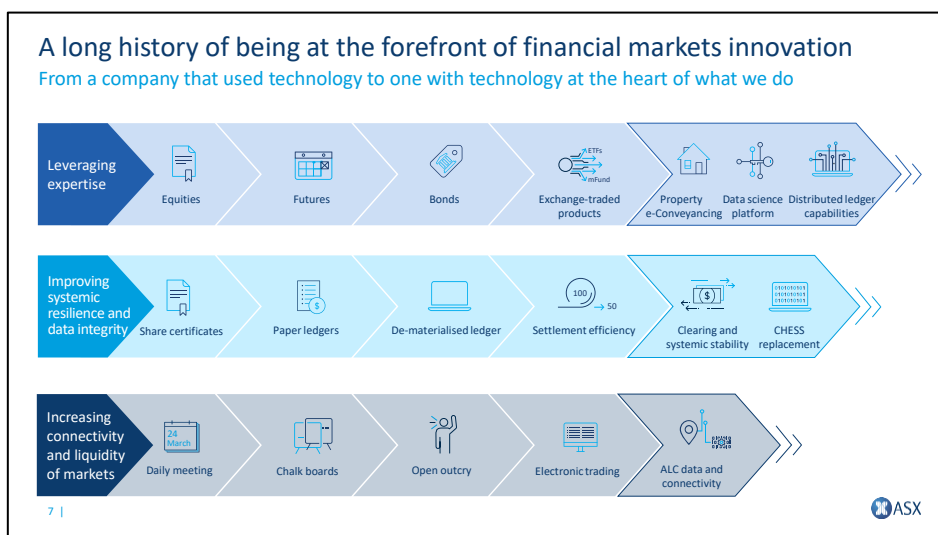 A long history of being at the forefront of financial markets innovation
From a company that used technology to one with technology at the heart of what we do
Leveraging
expertise
Equities
Futures
Bonds
ETFs
mFund
Exchange-traded
products
Property
e-Conveyancing
Data science
platform
Distributed ledger
capabilities
Improving
systemic
resilience and
data integrity
Share certificates
$
Paper ledgers
De-materialised ledger
100
50
Settlement efficiency
$
Clearing and
systemic stability
0101010101
0101010101
0101010101
CHESS
replacement
Increasing
connectivity
and liquidity
of markets
24
March
Daily meeting
Chalk boards
Open outcry
Electronic trading
ALC data and
connectivity
7 |
ASX